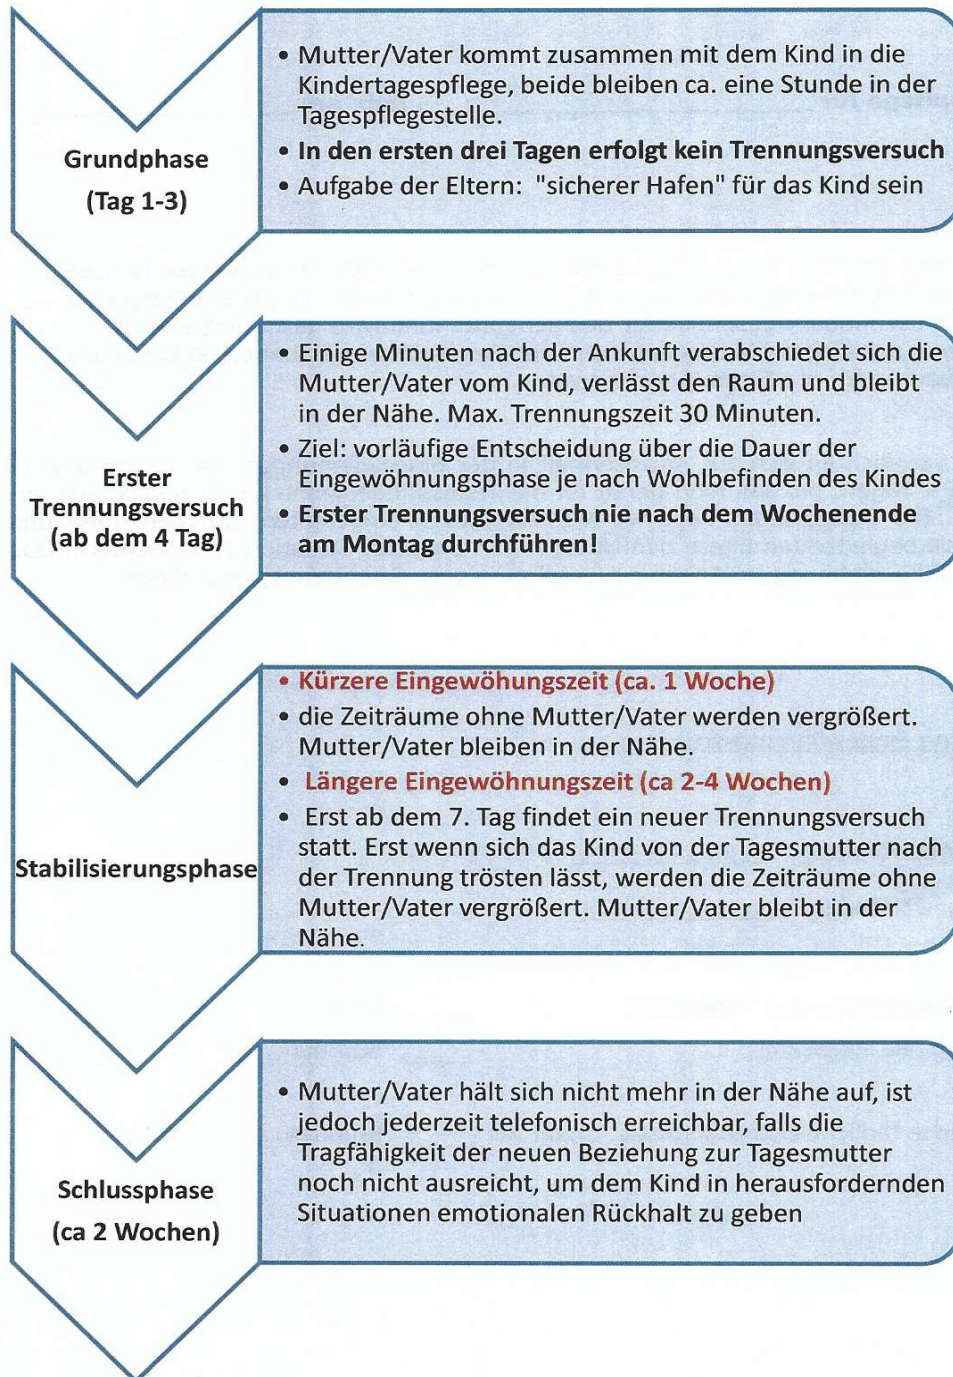 Grundphase
(Tag 1-3)
• Mutter/Vater kommt zusammen mit dem Kind in die
Kindertagespflege, beide bleiben ca. eine Stunde in der
Tagespflegestelle.
• In den ersten drei Tagen erfolgt kein Trennungsversuch
• Aufgabe der Eltern: "sicherer Hafen" für das Kind sein
Erster
Trennungsversuch
(ab dem 4 Tag)
• Einige Minuten nach der Ankunft verabschiedet sich die
Mutter/Vater vom Kind, verlässt den Raum und bleibt
in der Nähe. Max. Trennungszeit 30 Minuten.
• Ziel: vorläufige Entscheidung über die Dauer der
Eingewöhnungsphase je nach Wohlbefinden des Kindes
• Erster Trennungsversuch nie nach dem Wochenende
am Montag durchführen!
Stabilisierungsphase
• Kürzere Eingewöhungszeit (ca. 1 Woche)
• die Zeiträume ohne Mutter/Vater werden vergrößert.
Mutter/Vater bleiben in der Nähe.
• Längere Eingewöhnungszeit (ca 2-4 Wochen)
• Erst ab dem 7. Tag findet ein neuer Trennungsversuch
statt. Erst wenn sich das Kind von der Tagesmutter nach
der Trennung trösten lässt, werden die Zeiträume ohne
Mutter/Vater vergrößert. Mutter/Vater bleibt in der
Nähe.
Schlussphase
(ca 2 Wochen)
• Mutter/Vater hält sich nicht mehr in der Nähe auf, ist
jedoch jederzeit telefonisch erreichbar, falls die
Tragfähigkeit der neuen Beziehung zur Tagesmutter
noch nicht ausreicht, um dem Kind in herausfordernden
Situationen emotionalen Rückhalt zu geben